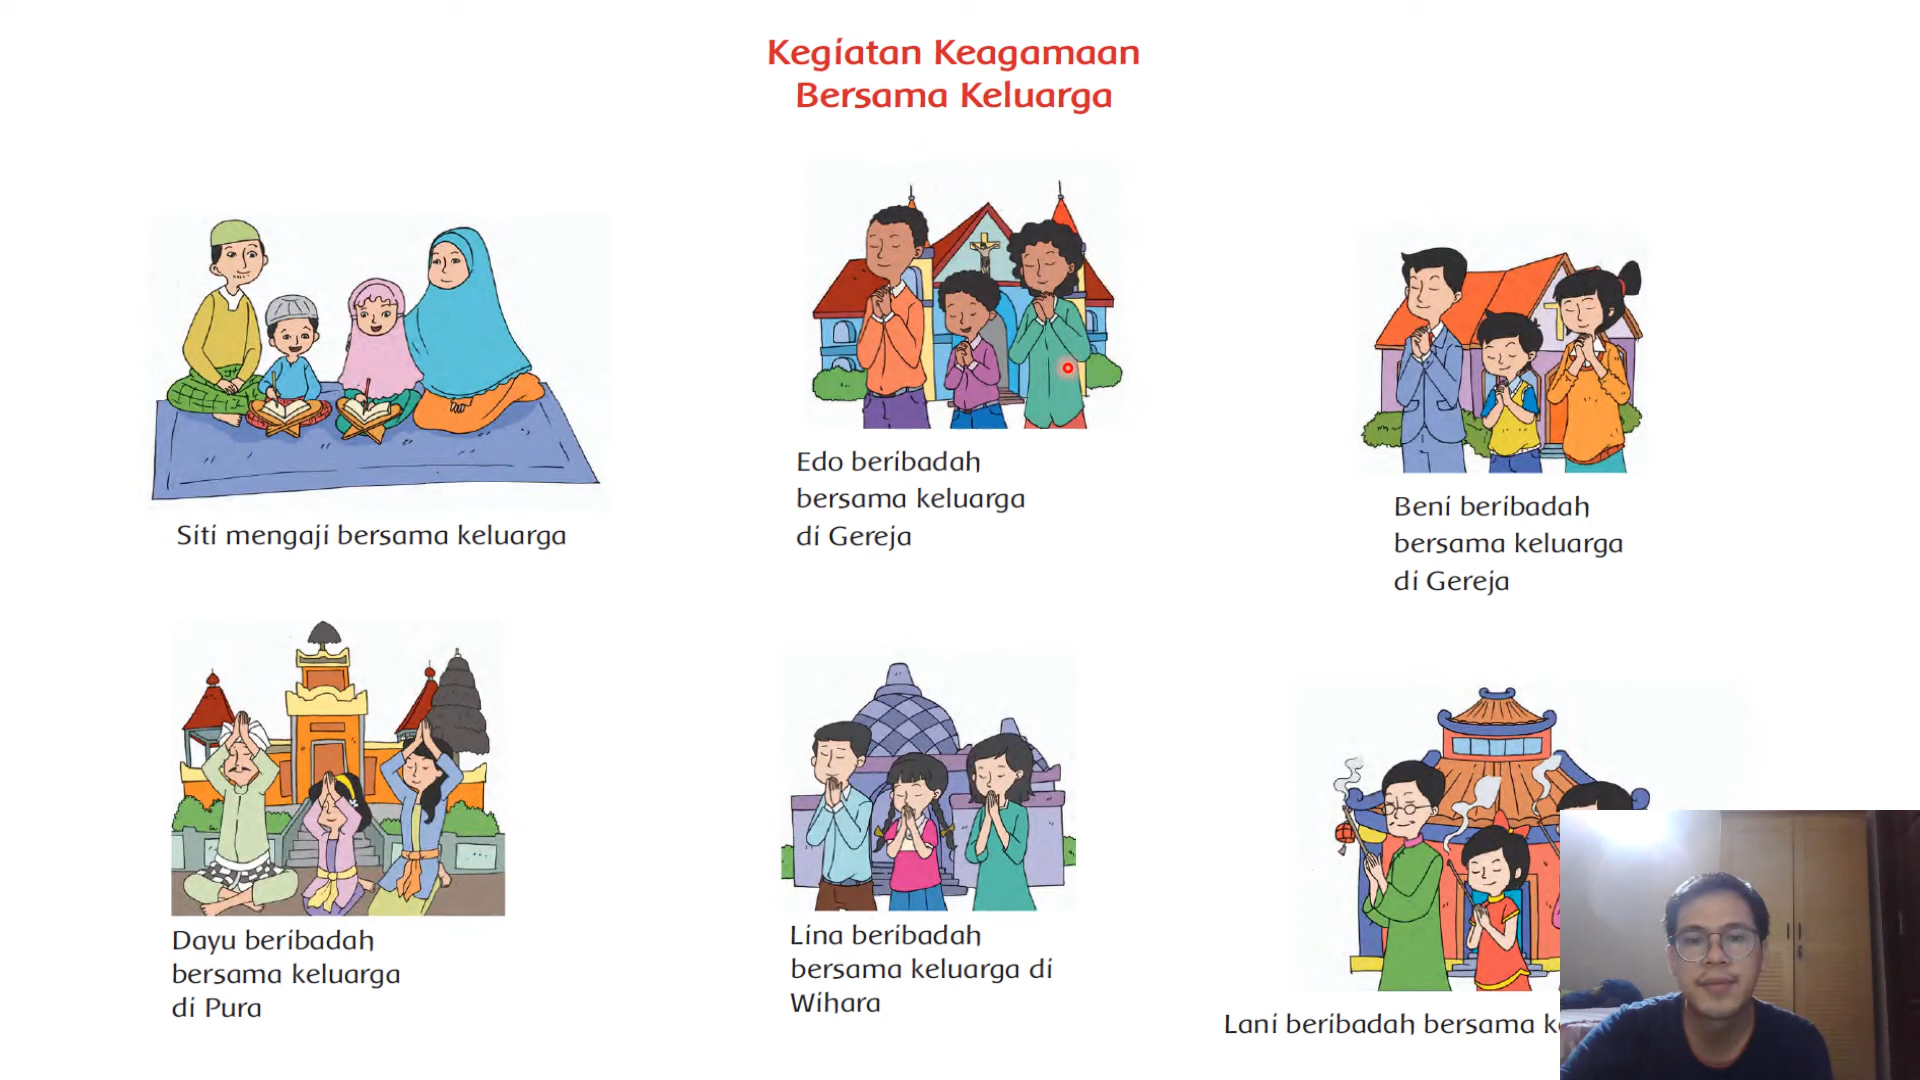 Kegiatan Keagamaan
Bersama Keluarga
Siti mengaji bersama keluarga
Edo beribadah
bersama keluarga
di Gereja
Beni beribadah
bersama keluarga
di Gereja
Dayu beribadah
bersama keluarga
di Pura
Lina beribadah
bersama keluarga di
Wihara
Lani beribadah bersama